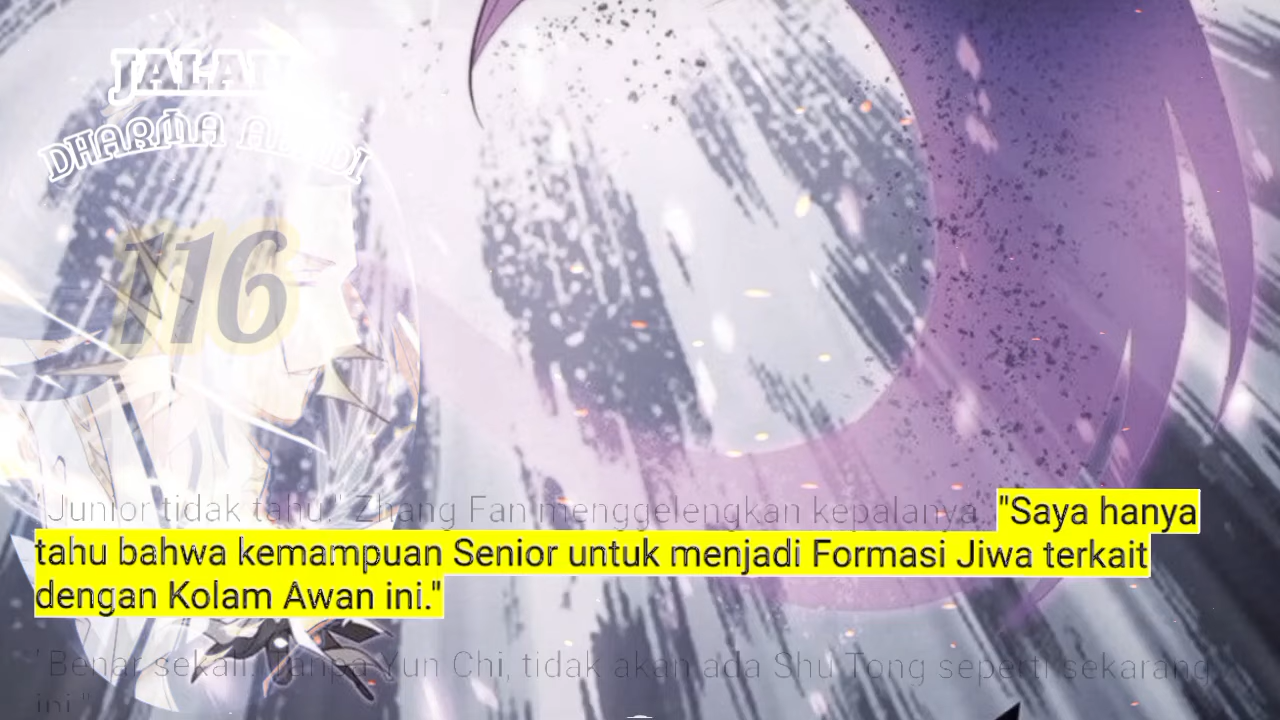 JALAN
DHARMA ABADI
116
"Junior tidak tahu." Zhang Fan menggelengkan kepalanya. "Saya hanya
tahu bahwa kemampuan Senior untuk menjadi Formasi Jiwa terkait
dengan Kolam Awan ini."
"Benar sekali. Tanpa Yun Chi, tidak akan ada Shu Tong seperti sekarang
ini."